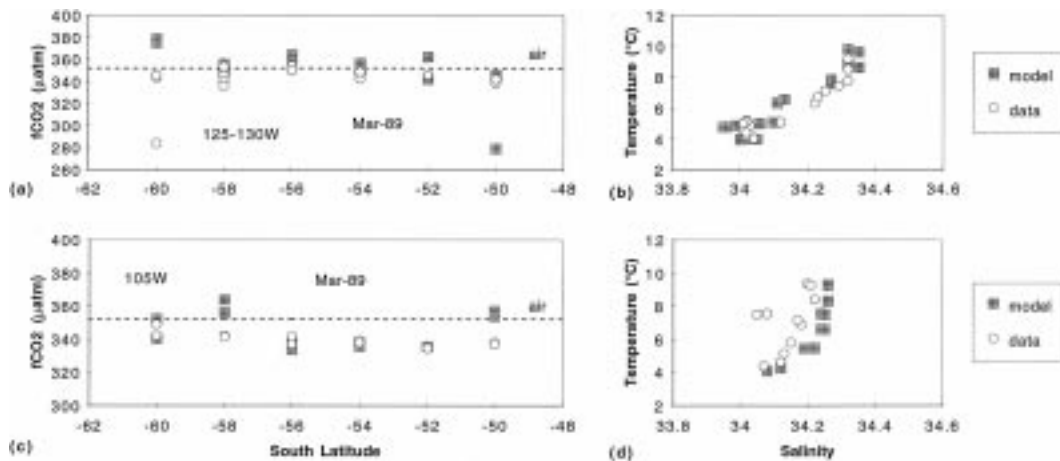 400
380
360
340
320
300
280
260
fCO2 (µatm)
air
125-130W
Mar-89
(a)
-62
-60
-58
-56
-54
-52
-50
-48
12
10
8
6
4
2
Temperature (°C)
(b)
33.8
34
34.2
34.4
34.6
model
data
400
380
360
340
320
300
fCO2 (µatm)
105W
Mar-89
air
(c)
-62
-60
-58
-56
-54
-52
-50
-48
South Latitude
12
10
8
6
4
2
Temperature (°C)
(d)
33.8
34
34.2
34.4
34.6
Salinity
model
data